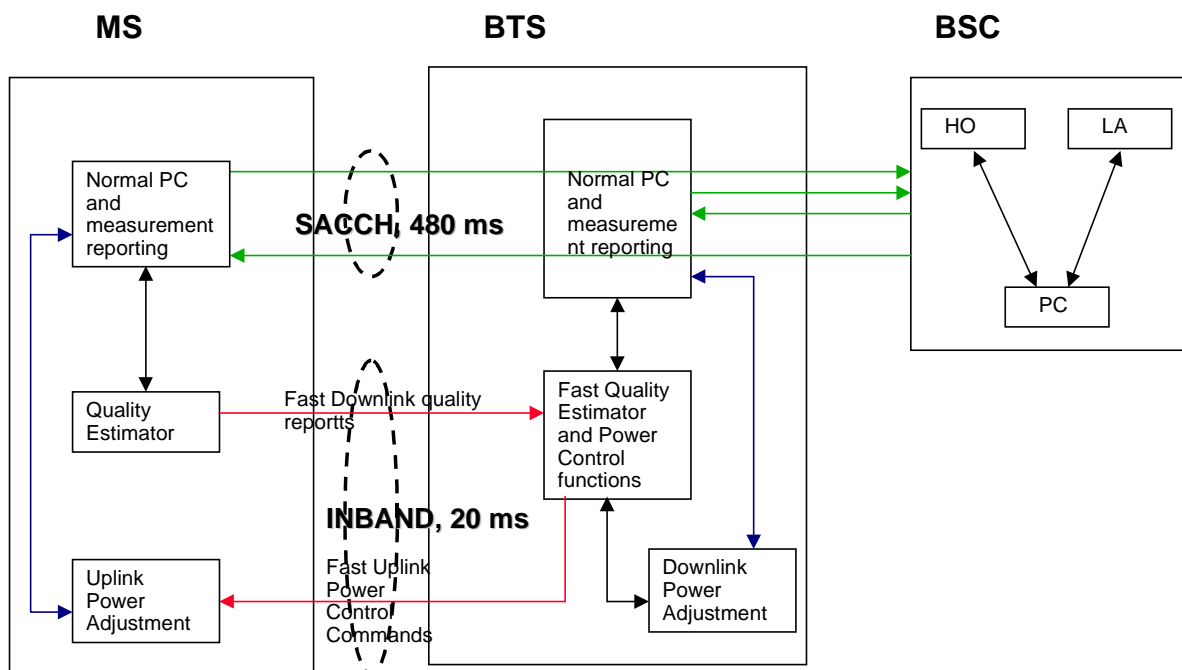 MS
BTS
BSC
HO
LA
PC
Normal PC
and
measurement
reporting
SACCH, 480 ms
Normal PC
and
measureme
nt reporting
Quality
Estimator
Fast Downlink quality
reportts
Fast Quality
Estimator
and Power
Control
functions
INBAND, 20 ms
Uplink
Power
Adjustment
Fast Uplink
Power
Control
Commands
Downlink
Power
Adjustment